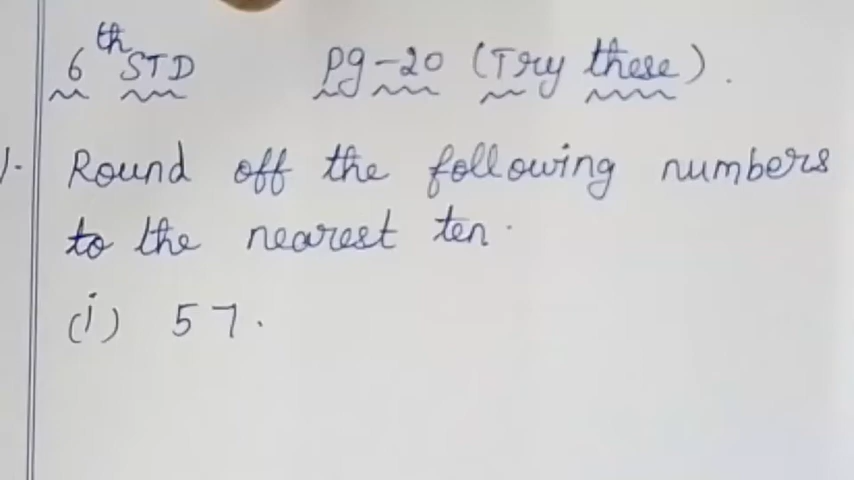 6th STD Pg-20 (Try these).
1. Round off the following numbers
to the nearest ten.
(i) 57.